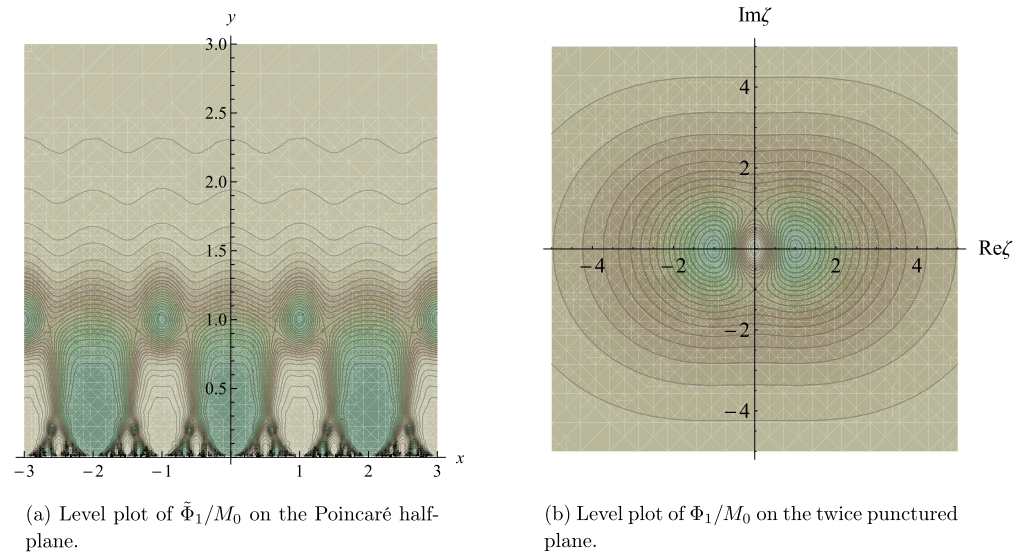 y
3.0
2.5
2.0
1.5
1.0
0.5
−3 −2 −1 1 2 3 x
(a) Level plot of Φ̃₁/M₀ on the Poincaré half-
plane.
Imζ
4
2
−4 −2 2 4 Reζ
−2
−4
(b) Level plot of Φ₁/M₀ on the twice punctured
plane.